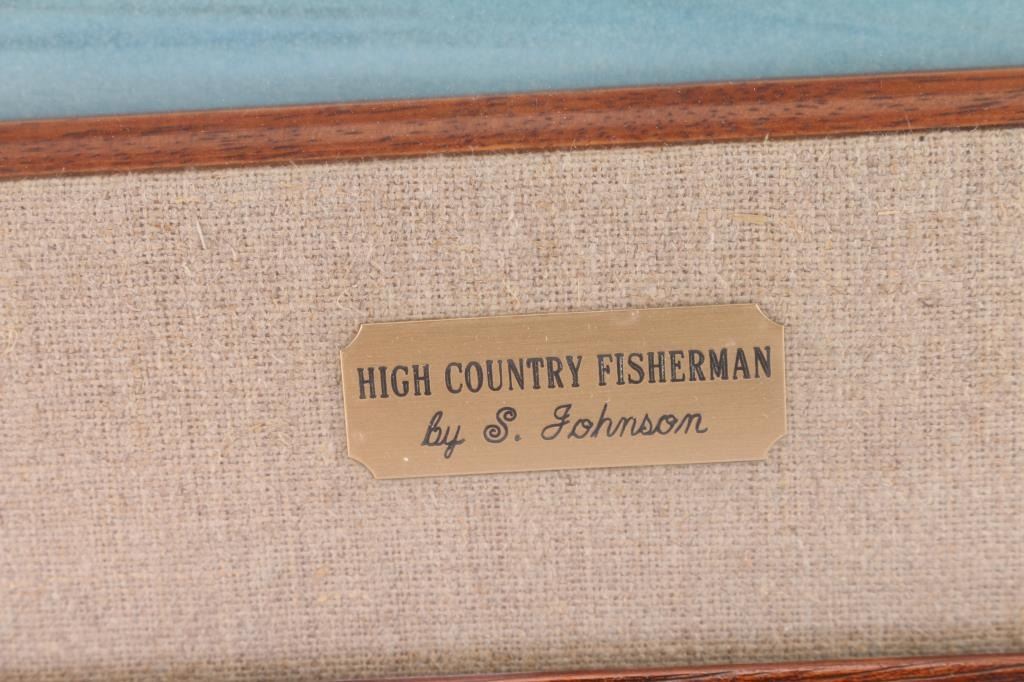 HIGH COUNTRY FISHERMAN
by S. Johnson